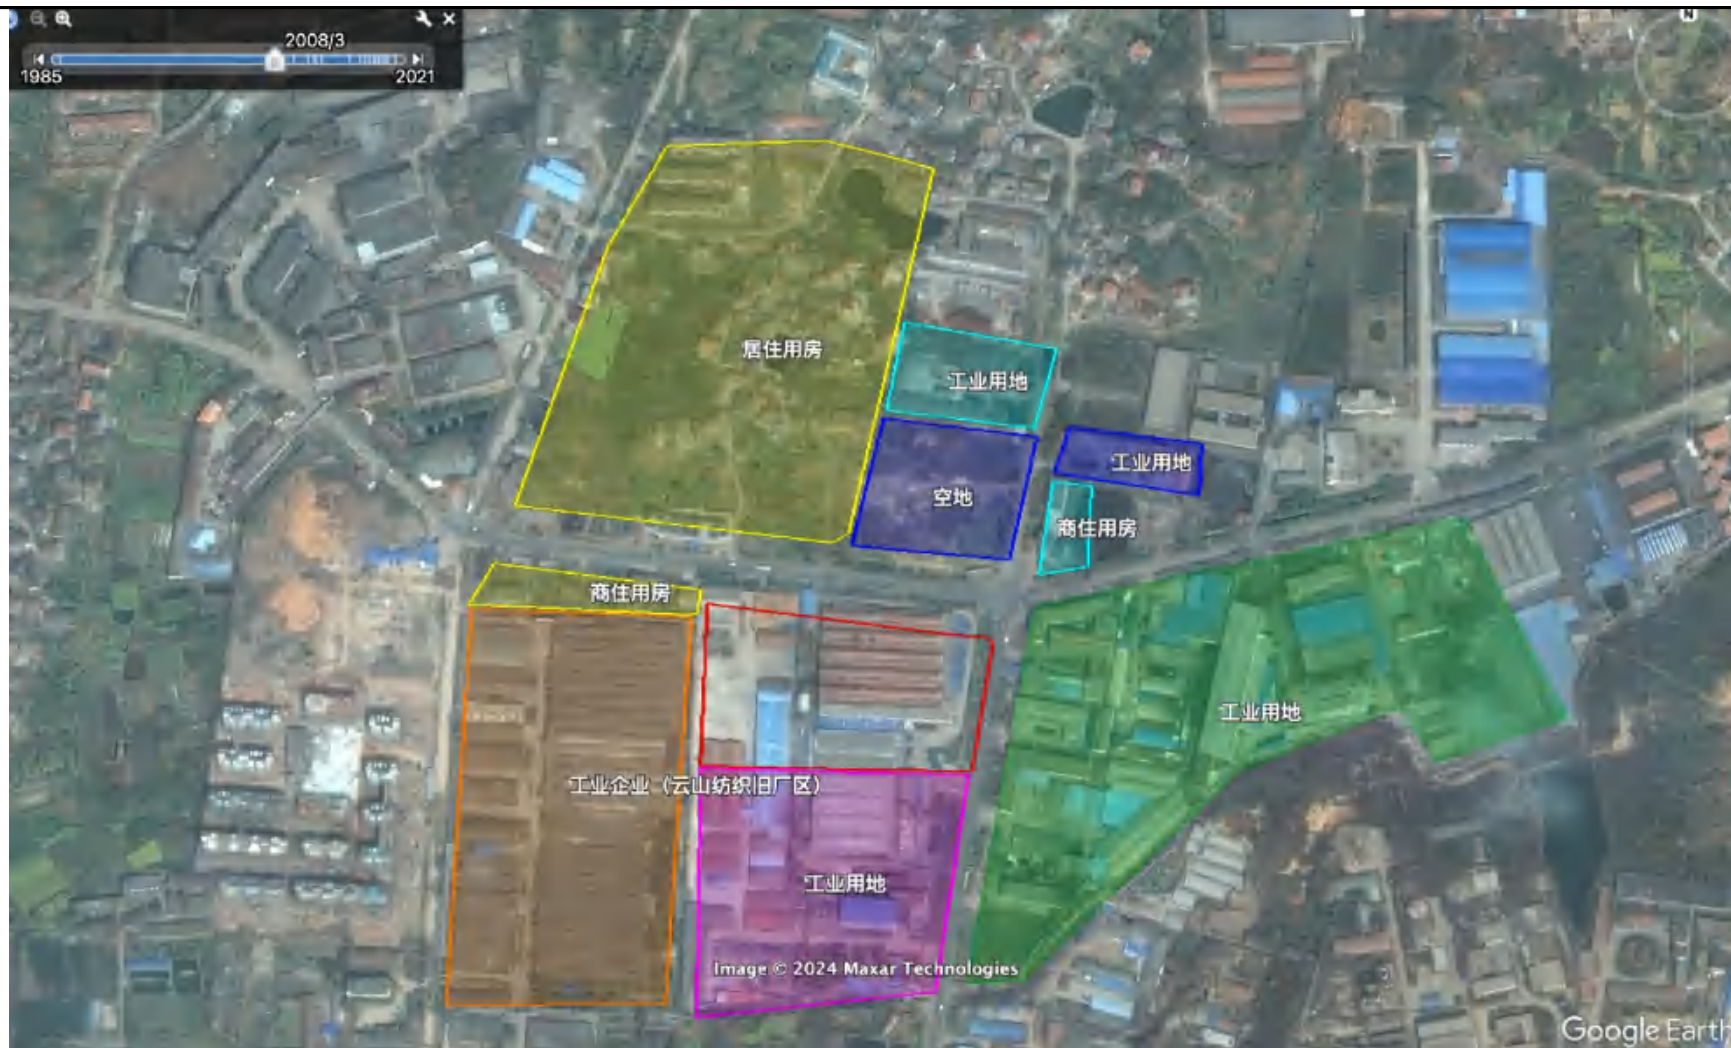 2008/3
1985
2021
N
居住用房
工业用地
工业用地
空地
商住用房
商住用房
工业用地
工业企业（云山纺织旧厂区）
工业用地
Image © 2024 Maxar Technologies
Google Earth